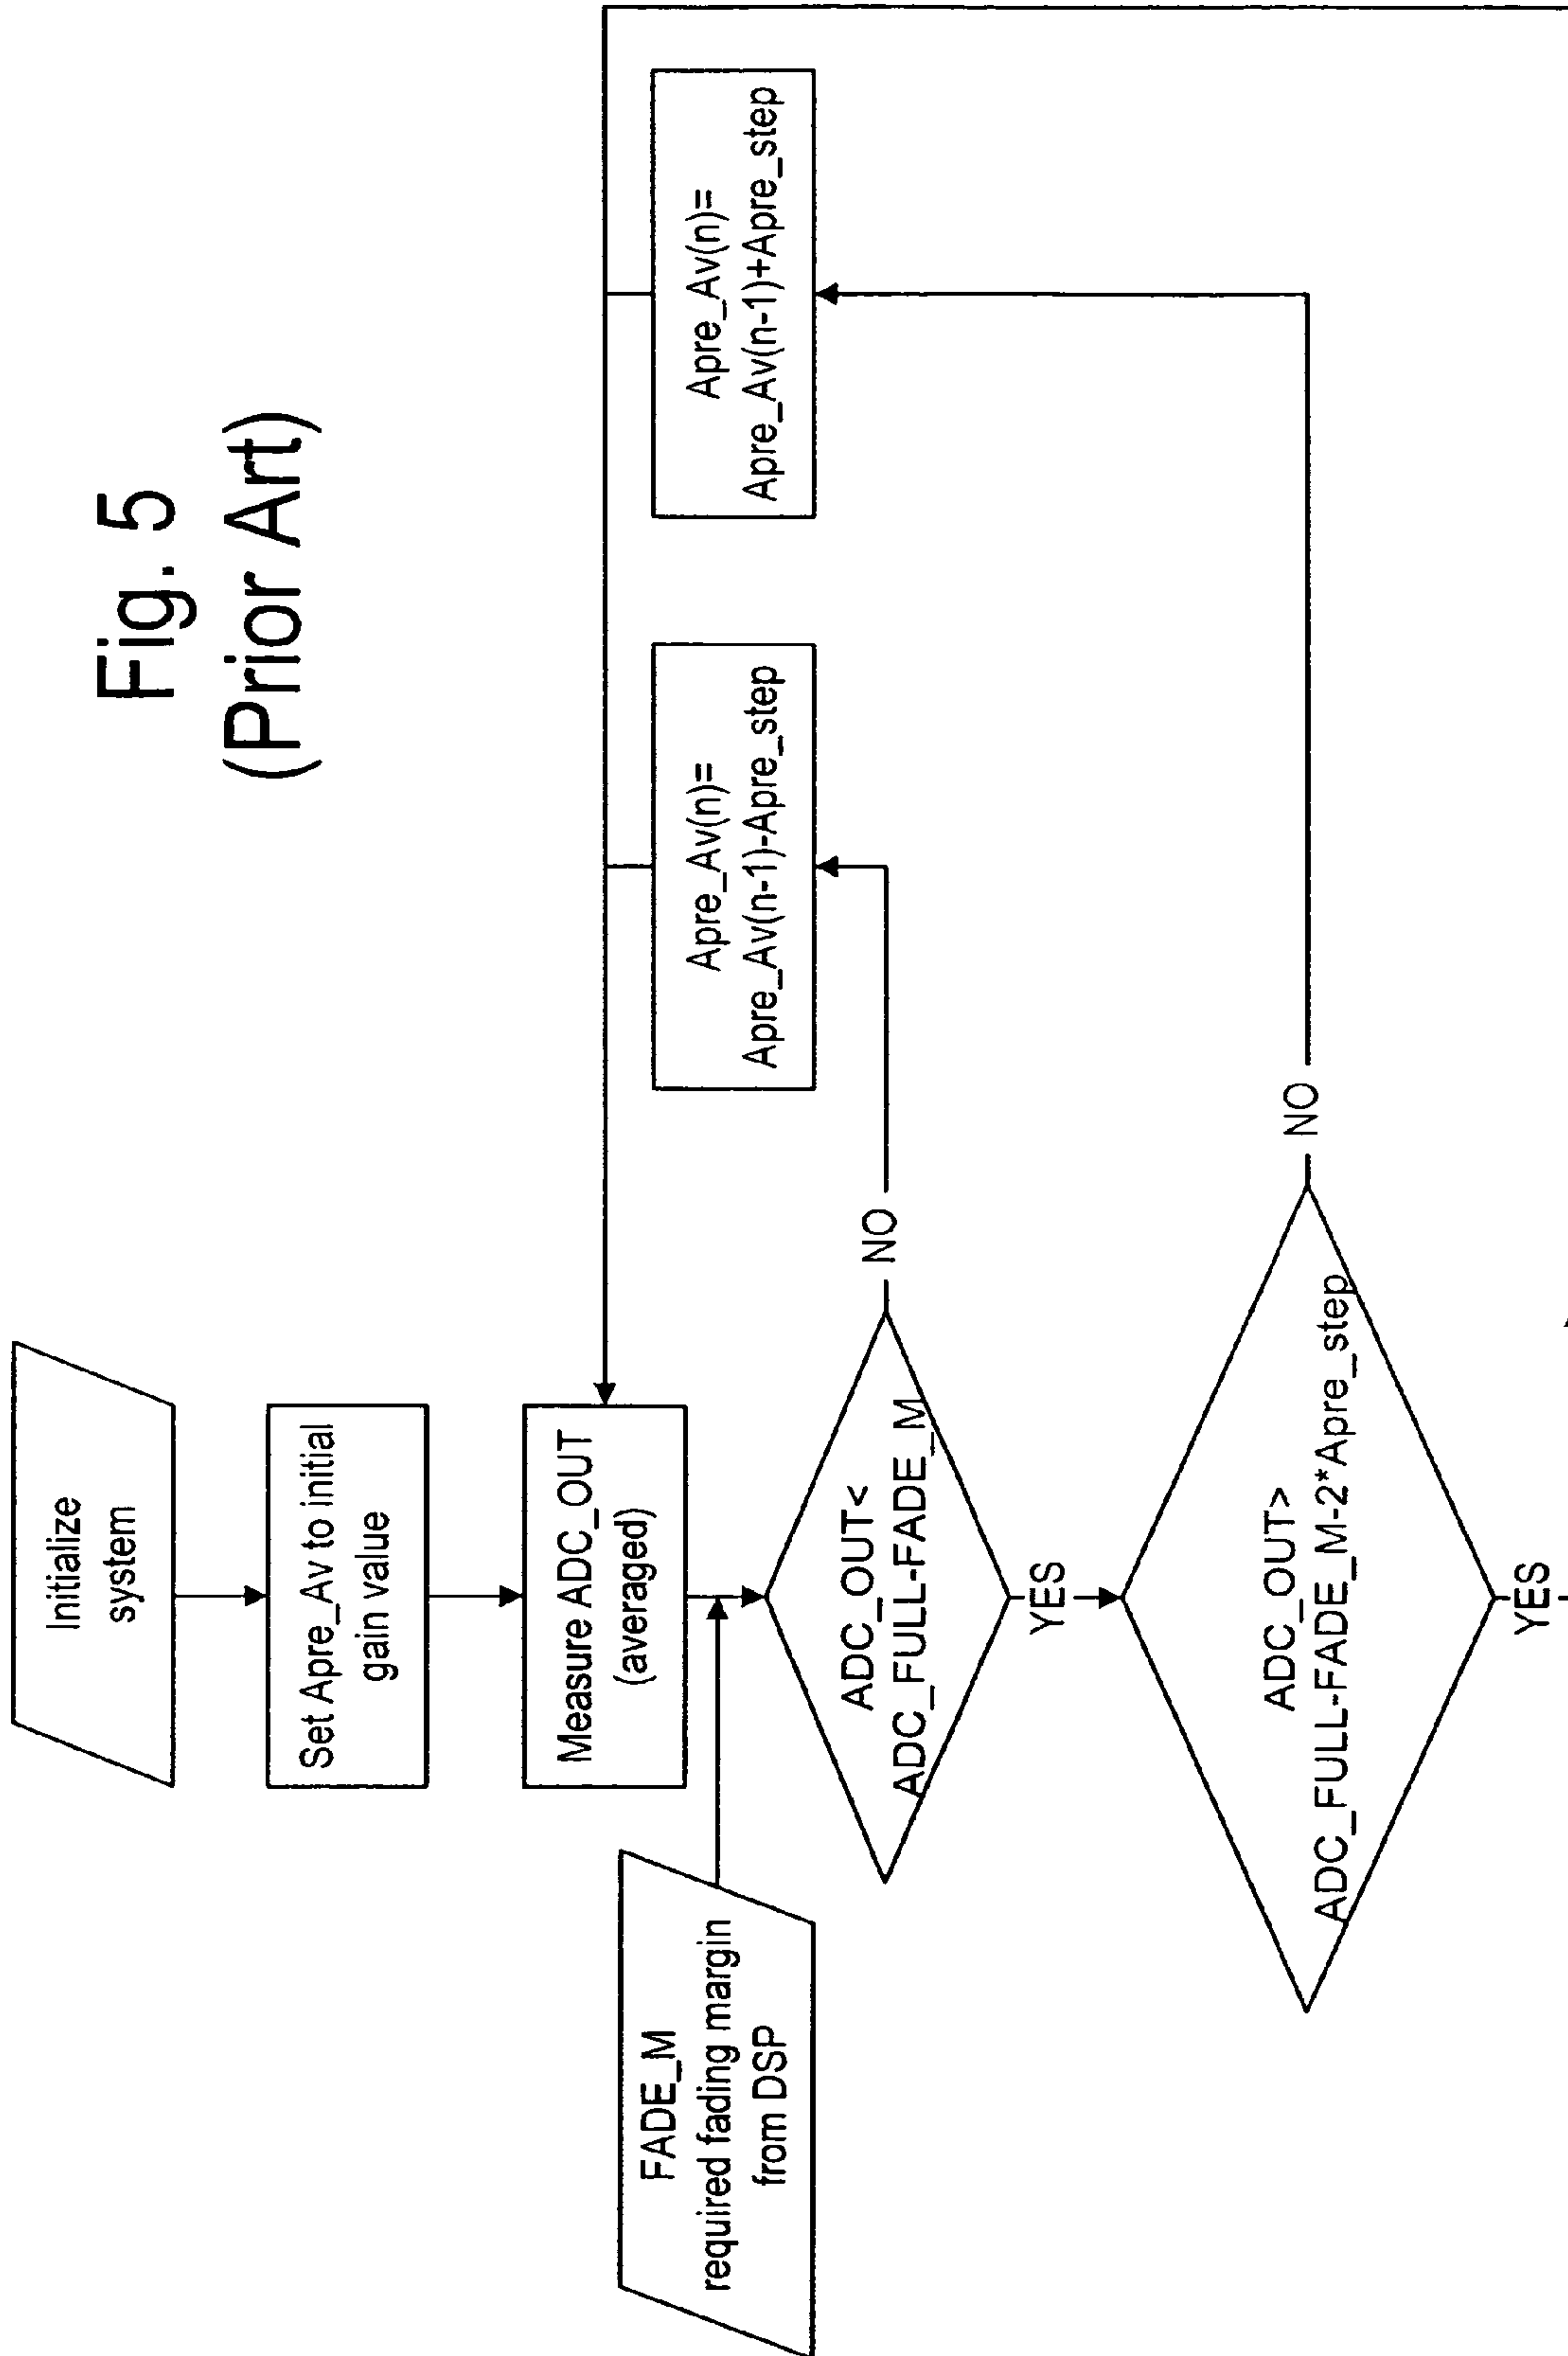 Fig. 5
(Prior Art)
Initialize
system
Set Apre_Av to initial
gain value
Measure ADC_OUT
(averaged)
FADE_M
required fading margin
from DSP
ADC_OUT<
ADC_FULL-FADE_M
NO
Apre_Av(n)=
Apre_Av(n-1)-Apre_step
YES
ADC_OUT>
ADC_FULL-FADE_M-2*Apre_step
NO
Apre_Av(n)=
Apre_Av(n-1)+Apre_step
YES